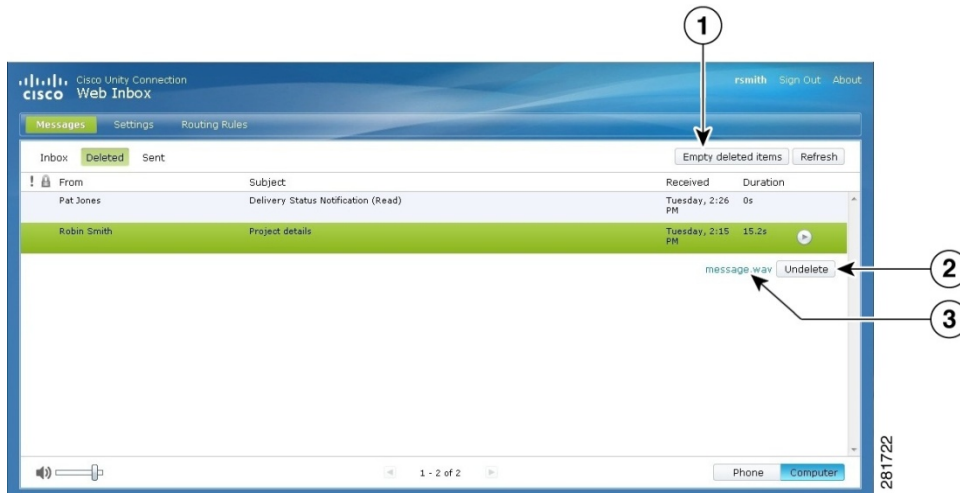 1
Cisco Unity Connection
cisco Web Inbox
rsmith Sign Out About
Messages Settings Routing Rules
Inbox Deleted Sent
Empty deleted items Refresh
! From Subject Received Duration
Pat Jones Delivery Status Notification (Read) Tuesday, 2:26 PM 0s
Robin Smith Project details Tuesday, 2:15 PM 15.2s
message.wav Undelete
2
3
1 - 2 of 2
Phone Computer
281722